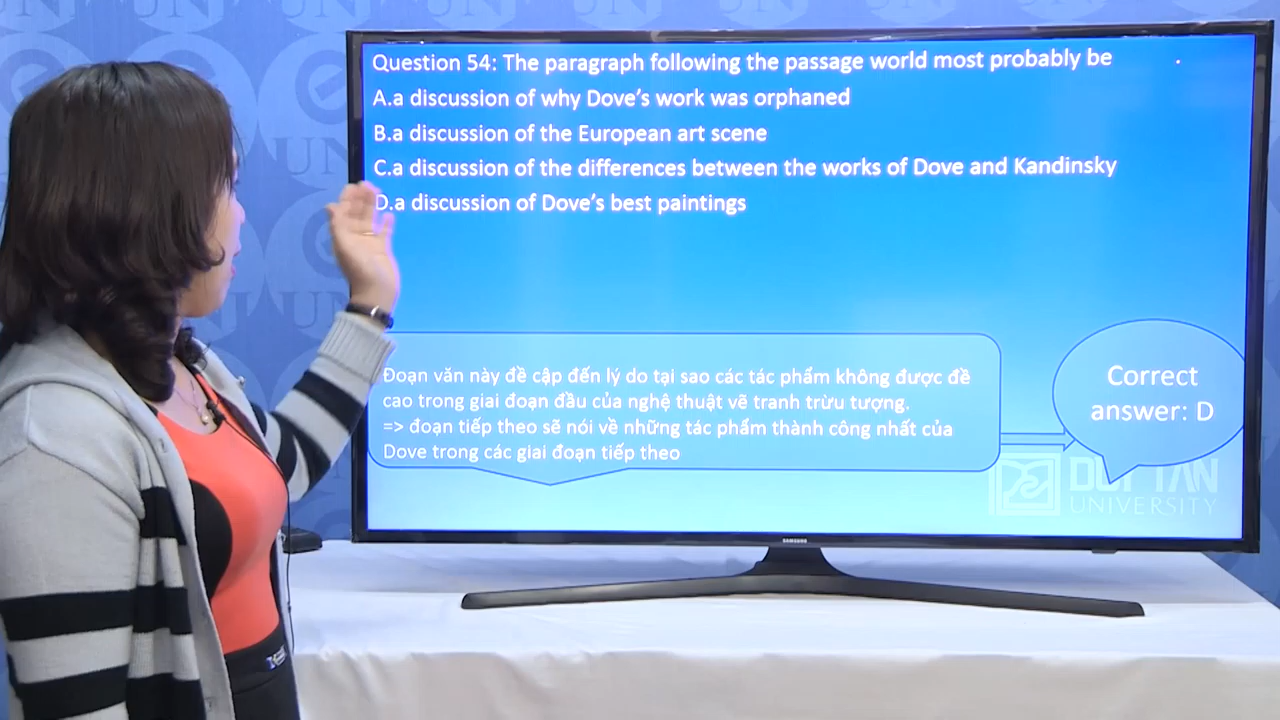 Question 54: The paragraph following the passage world most probably be
A.a discussion of why Dove's work was orphaned
B.a discussion of the European art scene
C.a discussion of the differences between the works of Dove and Kandinsky
D.a discussion of Dove's best paintings
Đoạn văn này đề cập đến lý do tại sao các tác phẩm không được đề
cao trong giai đoạn đầu của nghệ thuật vẽ tranh trừu tượng.
=> đoạn tiếp theo sẽ nói về những tác phẩm thành công nhất của
Dove trong các giai đoạn tiếp theo
Correct
answer: D
DUY TAN
UNIVERSITY
SAMSUNG